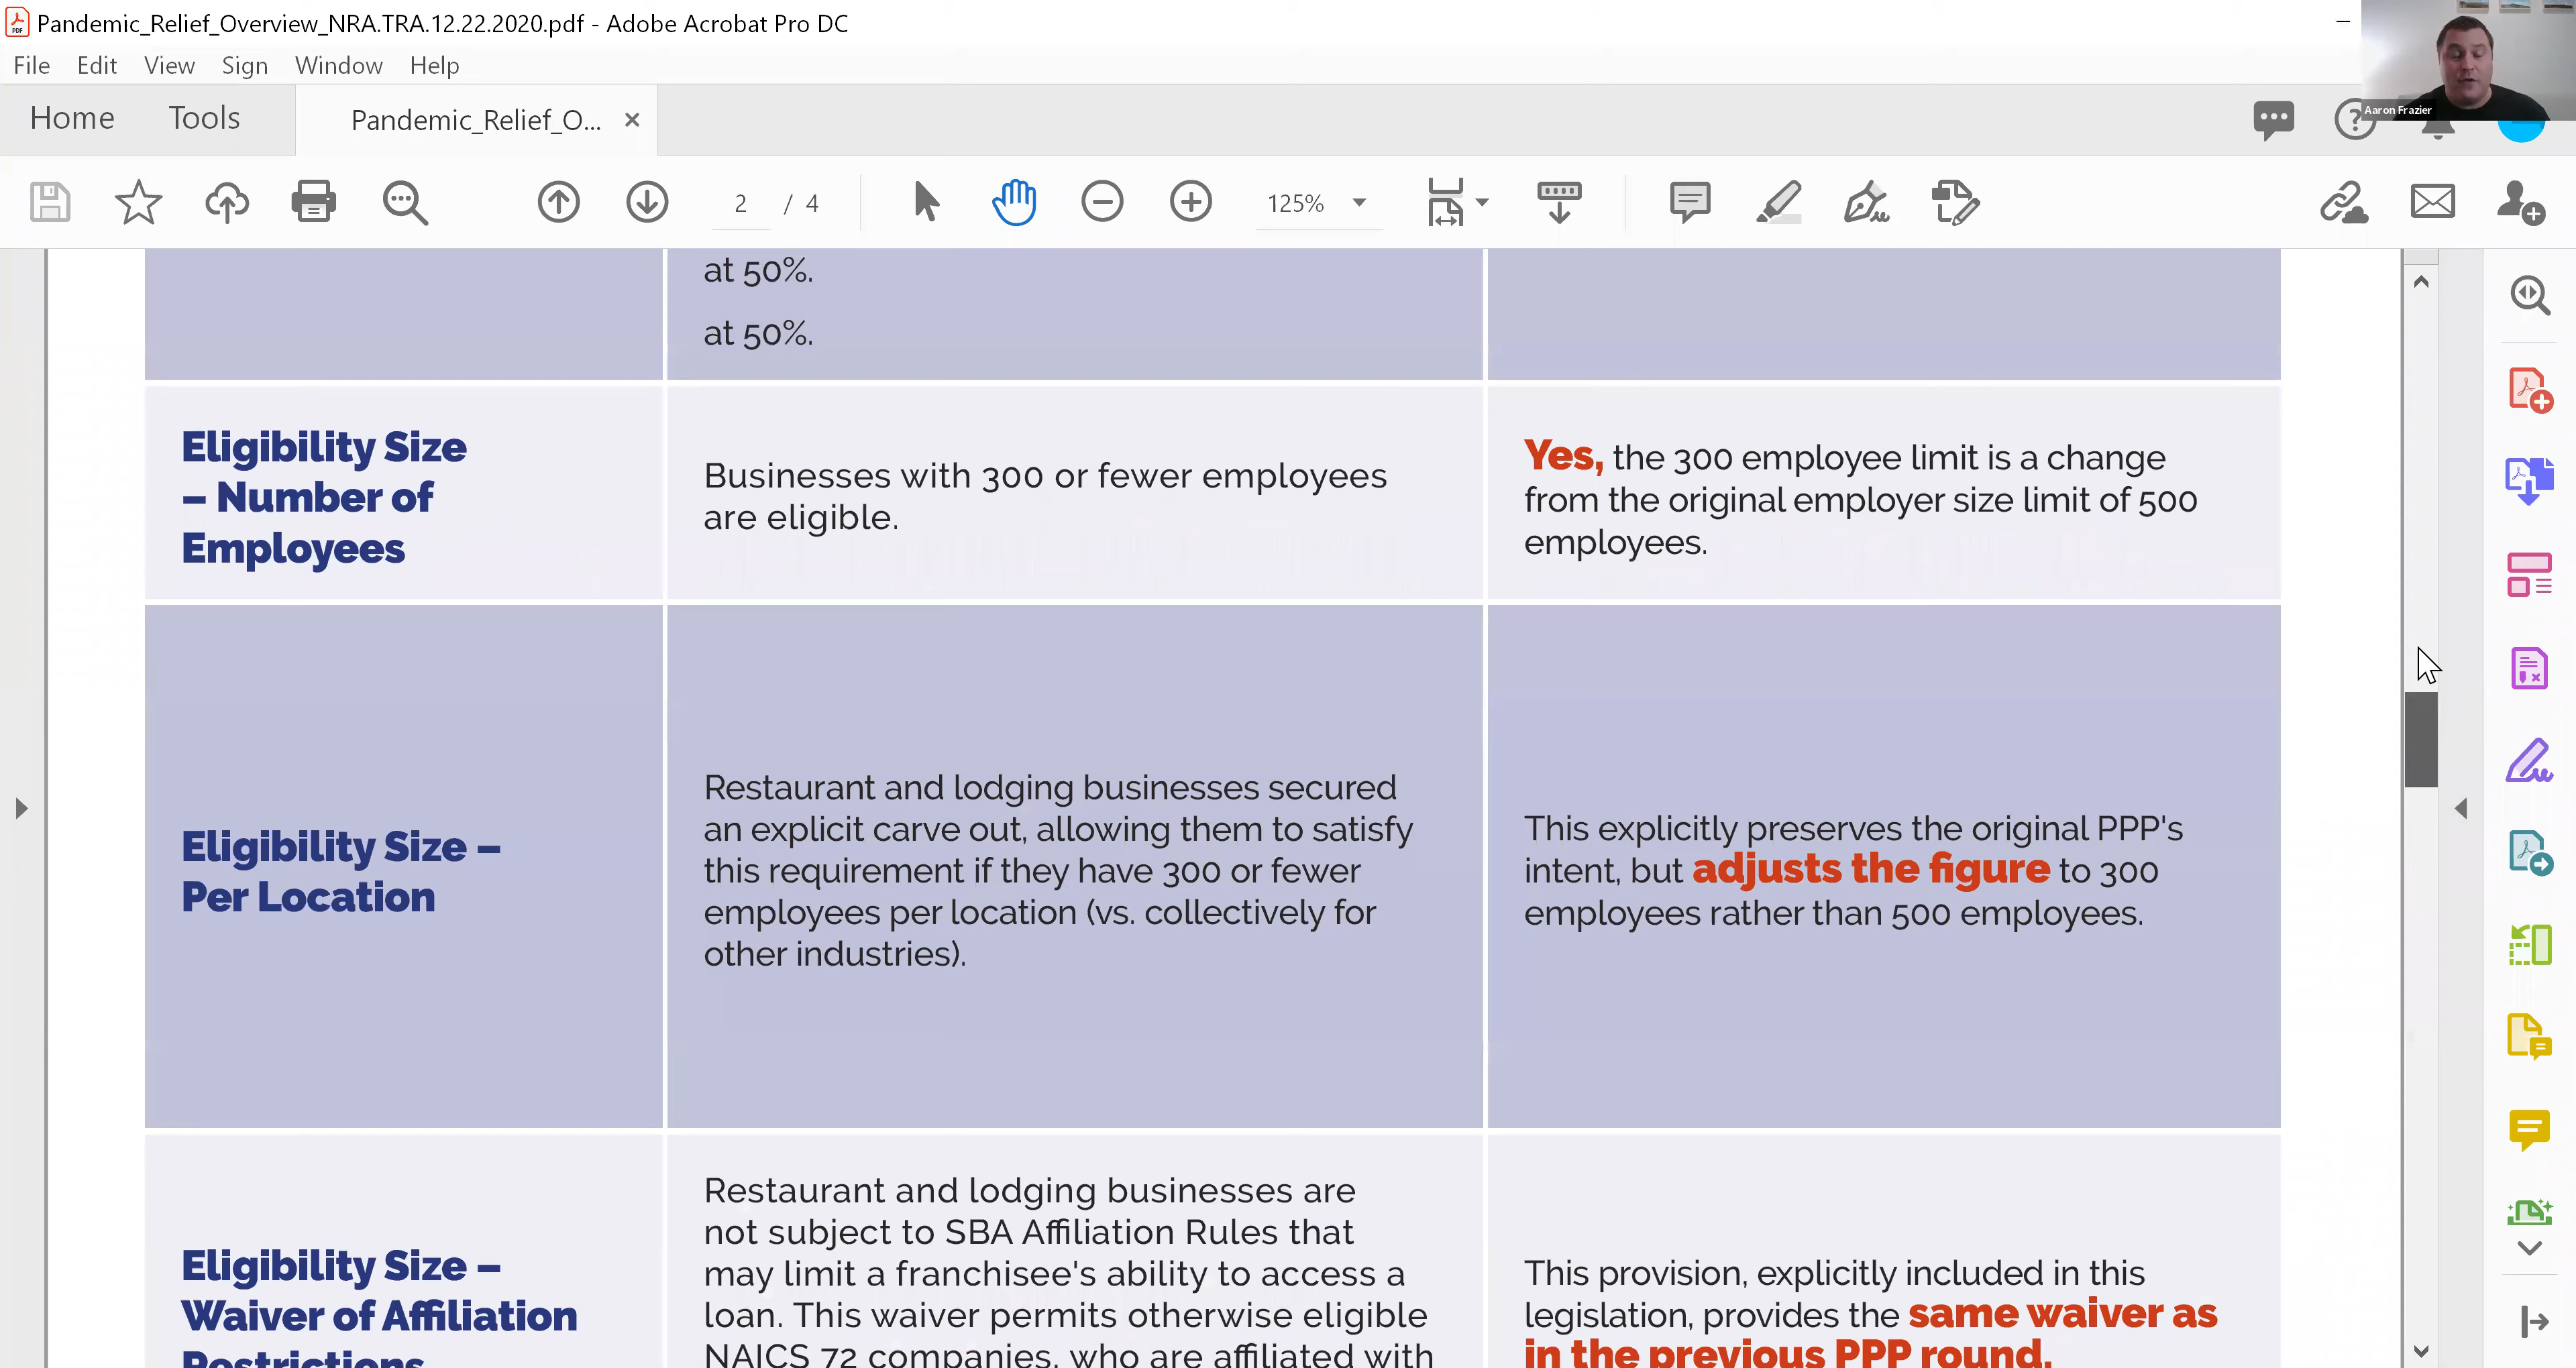 Pandemic_Relief_Overview_NRA.TRA.12.22.2020.pdf - Adobe Acrobat Pro DC
File Edit View Sign Window Help
Aaron Frazier
Home Tools Pandemic_Relief_O... ×
2 / 4 125%
at 50%.
at 50%.
Eligibility Size
– Number of
Employees
Businesses with 300 or fewer employees
are eligible.
Yes, the 300 employee limit is a change
from the original employer size limit of 500
employees.
Eligibility Size –
Per Location
Restaurant and lodging businesses secured
an explicit carve out, allowing them to satisfy
this requirement if they have 300 or fewer
employees per location (vs. collectively for
other industries).
This explicitly preserves the original PPP's
intent, but adjusts the figure to 300
employees rather than 500 employees.
Eligibility Size –
Waiver of Affiliation
Restrictions
Restaurant and lodging businesses are
not subject to SBA Affiliation Rules that
may limit a franchisee's ability to access a
loan. This waiver permits otherwise eligible
NAICS 72 companies, who are affiliated with
This provision, explicitly included in this
legislation, provides the same waiver as
in the previous PPP round.